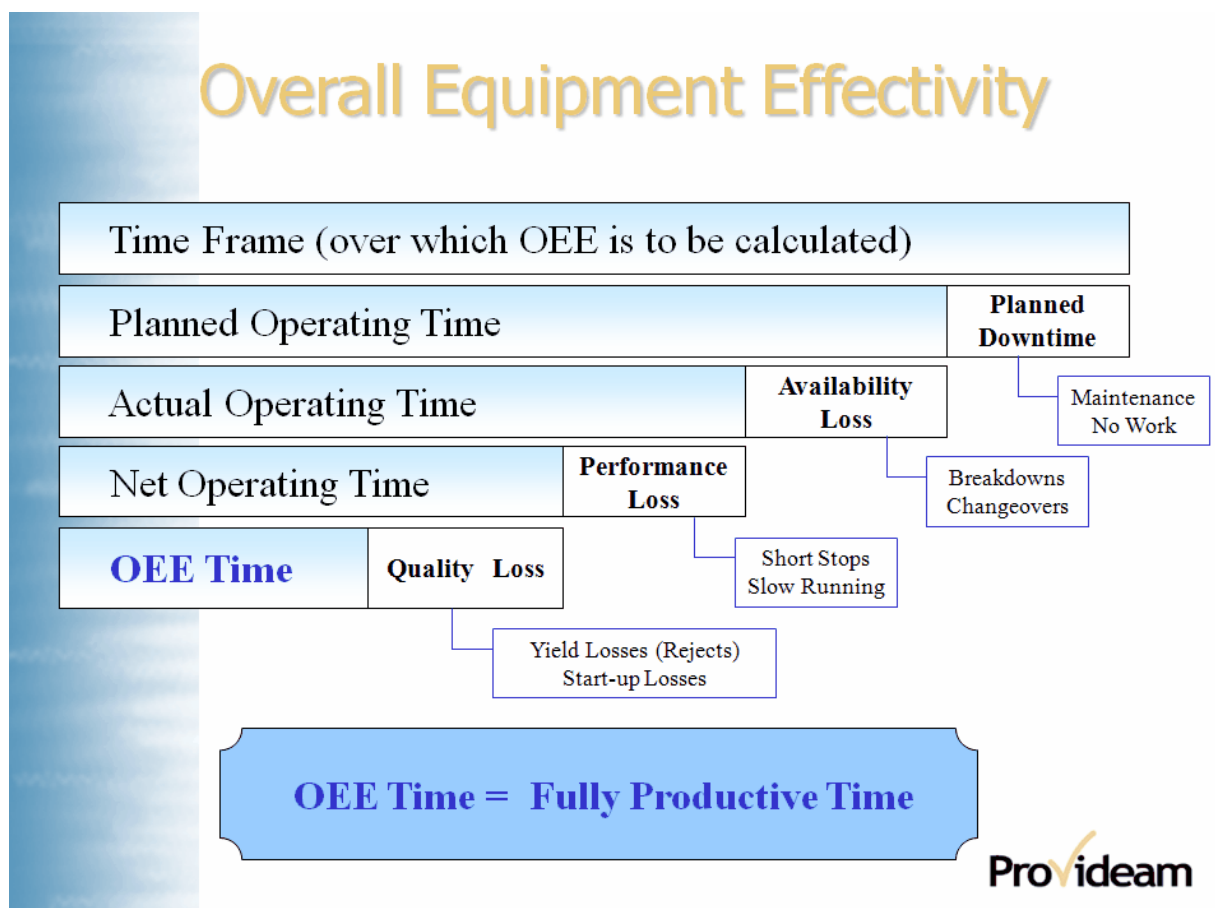 Overall Equipment Effectivity
Time Frame (over which OEE is to be calculated)
Planned Operating Time
Planned
Downtime
Maintenance
No Work
Actual Operating Time
Availability
Loss
Breakdowns
Changeovers
Net Operating Time
Performance
Loss
Short Stops
Slow Running
OEE Time
Quality Loss
Yield Losses (Rejects)
Start-up Losses
OEE Time = Fully Productive Time
Provideam